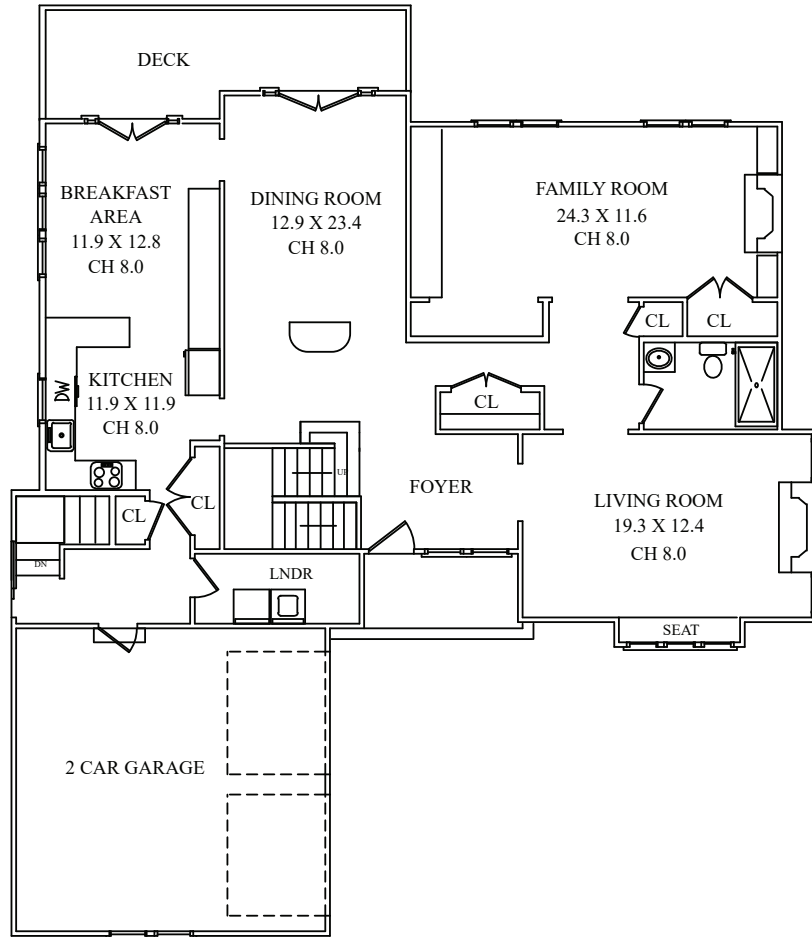 DECK
BREAKFAST
AREA
11.9 X 12.8
CH 8.0
DINING ROOM
12.9 X 23.4
CH 8.0
FAMILY ROOM
24.3 X 11.6
CH 8.0
CL
CL
DW
KITCHEN
11.9 X 11.9
CH 8.0
CL
UP
FOYER
CL
CL
LIVING ROOM
19.3 X 12.4
CH 8.0
DN
LNDR
SEAT
2 CAR GARAGE